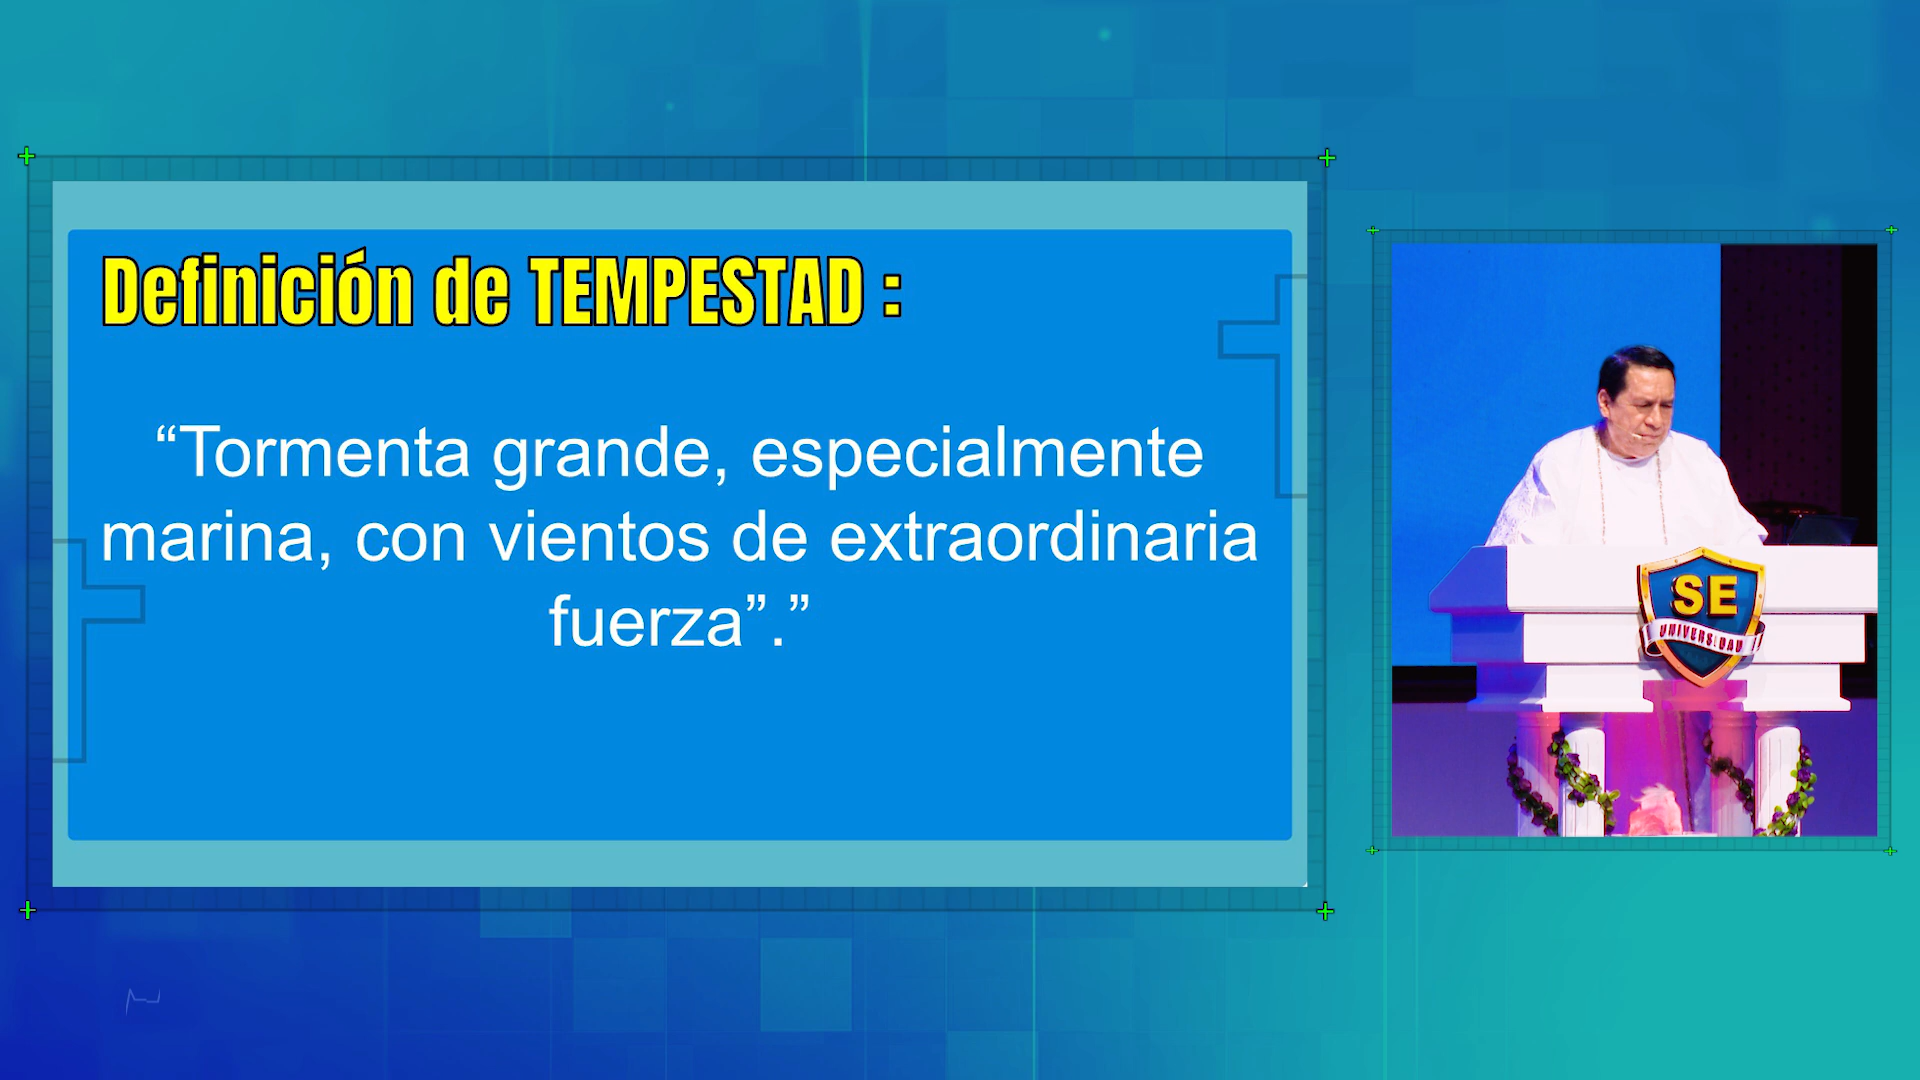 Definición de TEMPESTAD :
“Tormenta grande, especialmente
marina, con vientos de extraordinaria
fuerza”.”
SE
UNIVERSIDAD